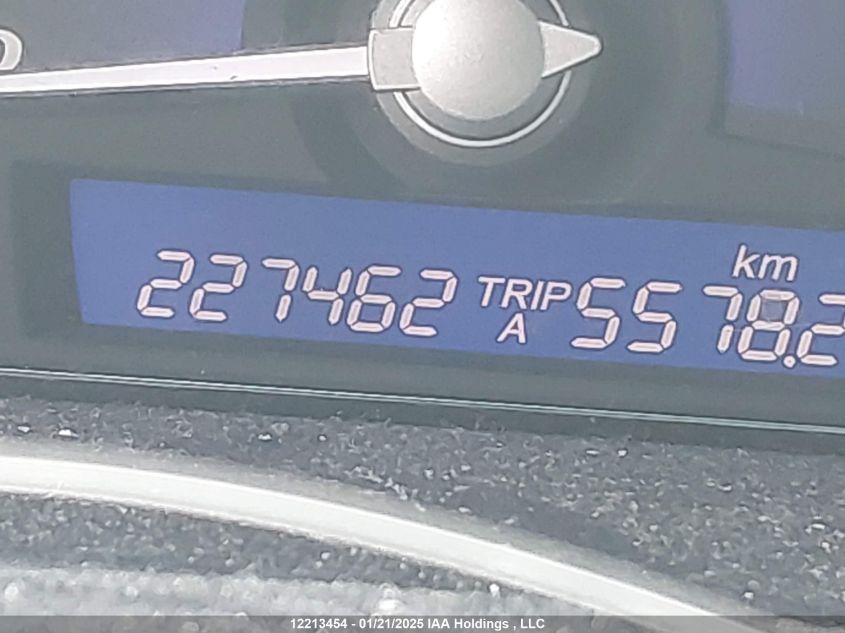 km
227462 TRIP A 5578.2
12213454 - 01/21/2025 IAA Holdings , LLC